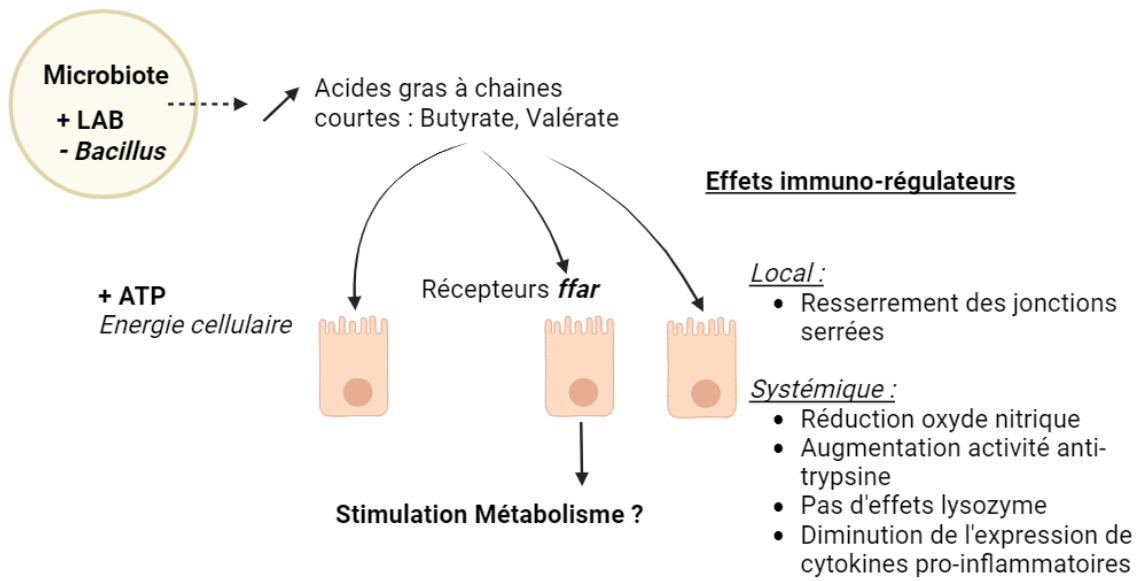 Microbiote
+ LAB
- Bacillus
Acides gras à chaines
courtes : Butyrate, Valérate
Effets immuno-régulateurs
+ ATP
Energie cellulaire
Récepteurs ffar
Local :
• Resserrement des jonctions
serrées
Systémique :
• Réduction oxyde nitrique
• Augmentation activité anti-
trypsine
• Pas d'effets lysozyme
• Diminution de l'expression de
cytokines pro-inflammatoires
Stimulation Métabolisme ?